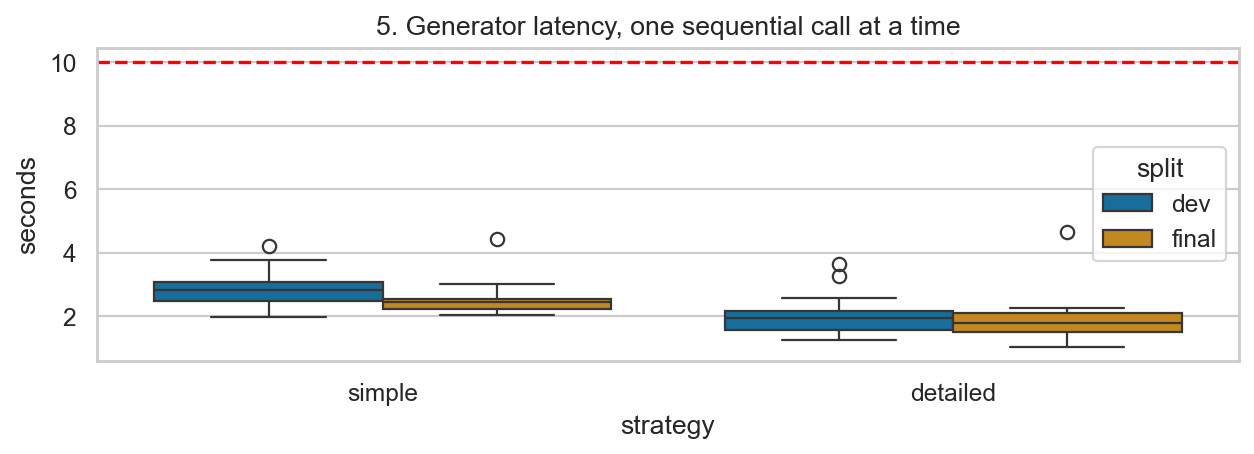 5. Generator latency, one sequential call at a time
seconds
10
8
6
4
2
split
dev
final
simple
detailed
strategy